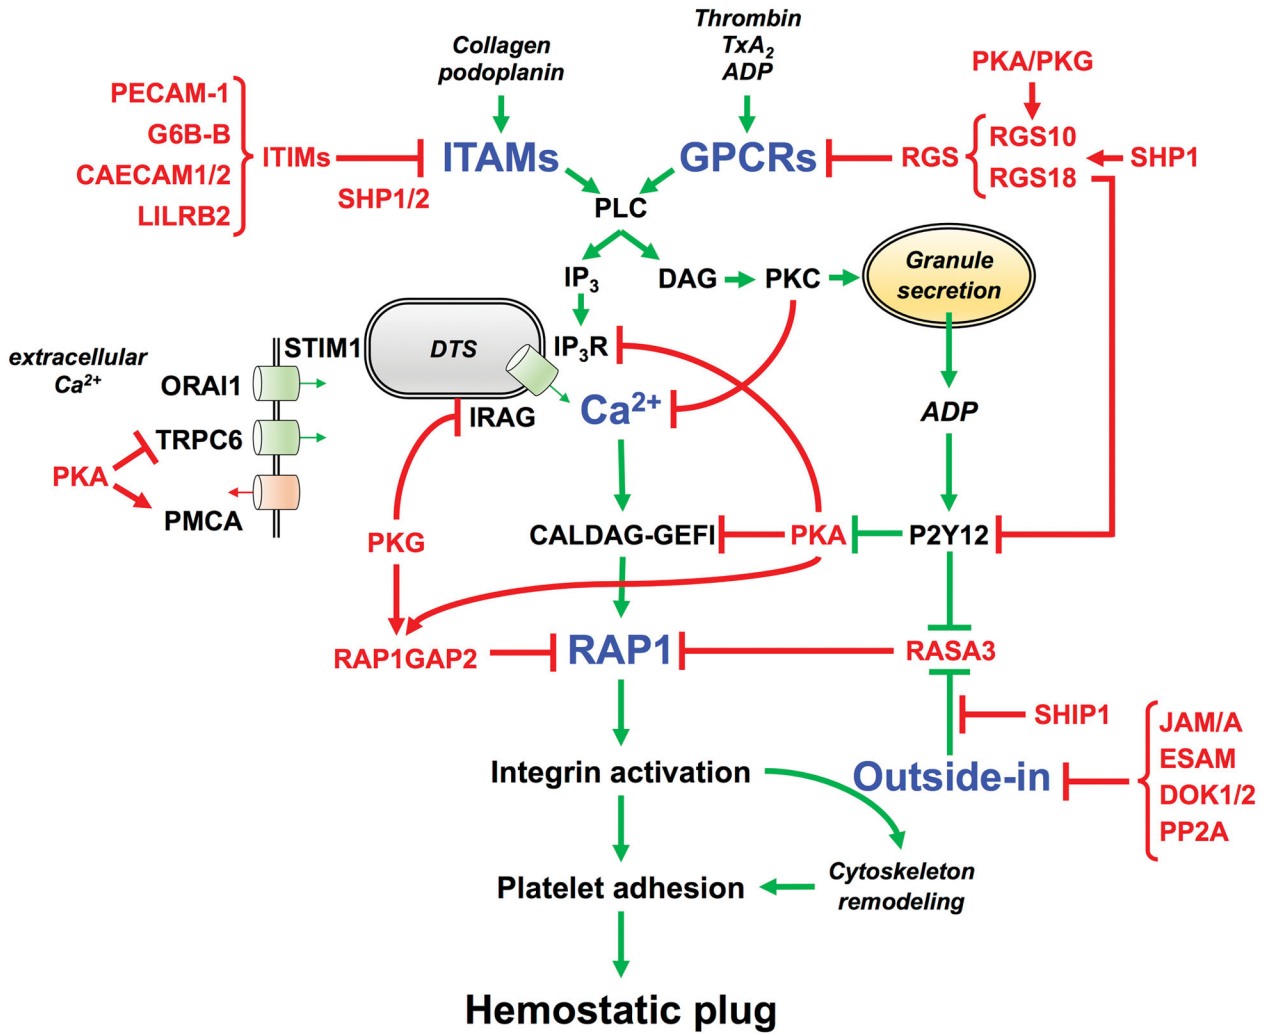 Collagen
podoplanin
Thrombin
TxA2
ADP
PKA/PKG
PECAM-1
G6B-B
CAECAM1/2
LILRB2
ITIMs
SHP1/2
ITAMs
GPCRs
RGS
RGS10
RGS18
SHP1
PLC
IP3
DAG
PKC
Granule
secretion
extracellular
Ca2+
STIM1
DTS
IP3R
ORAI1
TRPC6
PKA
PMCA
IRAG
Ca2+
ADP
PKG
CALDAG-GEFI
PKA
P2Y12
RAP1GAP2
RAP1
RASA3
SHIP1
JAM/A
ESAM
DOK1/2
PP2A
Integrin activation
Outside-in
Platelet adhesion
Cytoskeleton
remodeling
Hemostatic plug